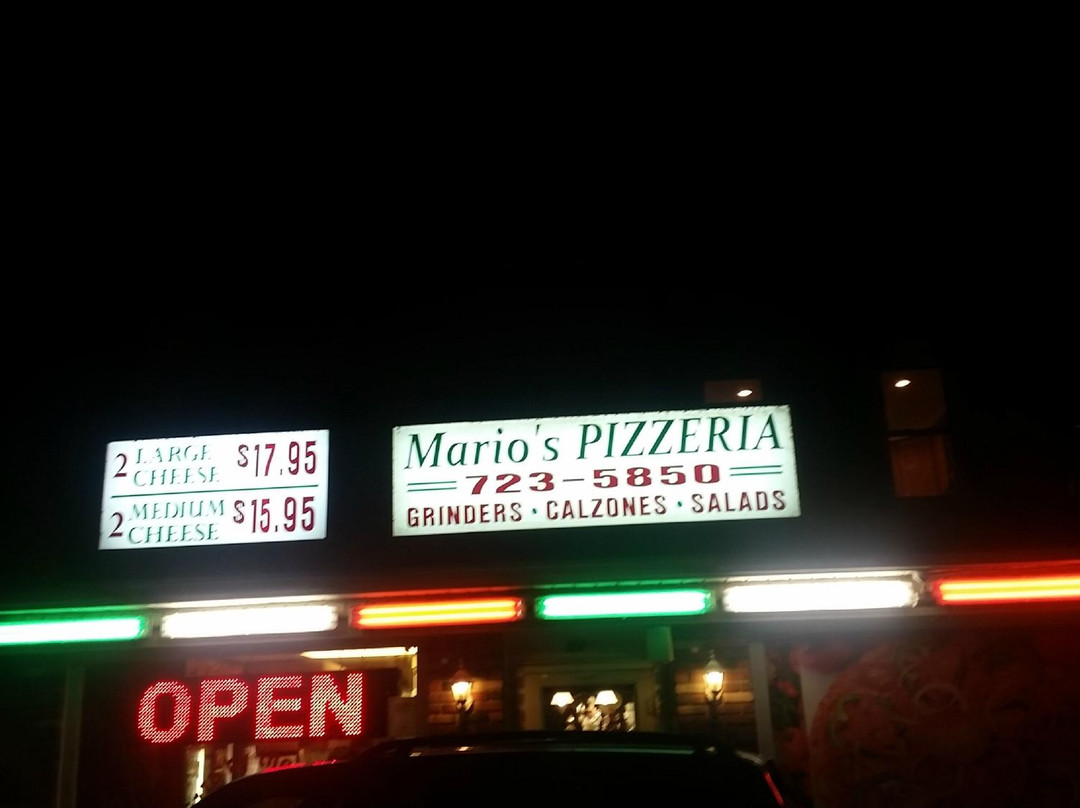 2 LARGE CHEESE $17.95
2 MEDIUM CHEESE $15.95
Mario's PIZZERIA
723-5850
GRINDERS • CALZONES • SALADS
OPEN